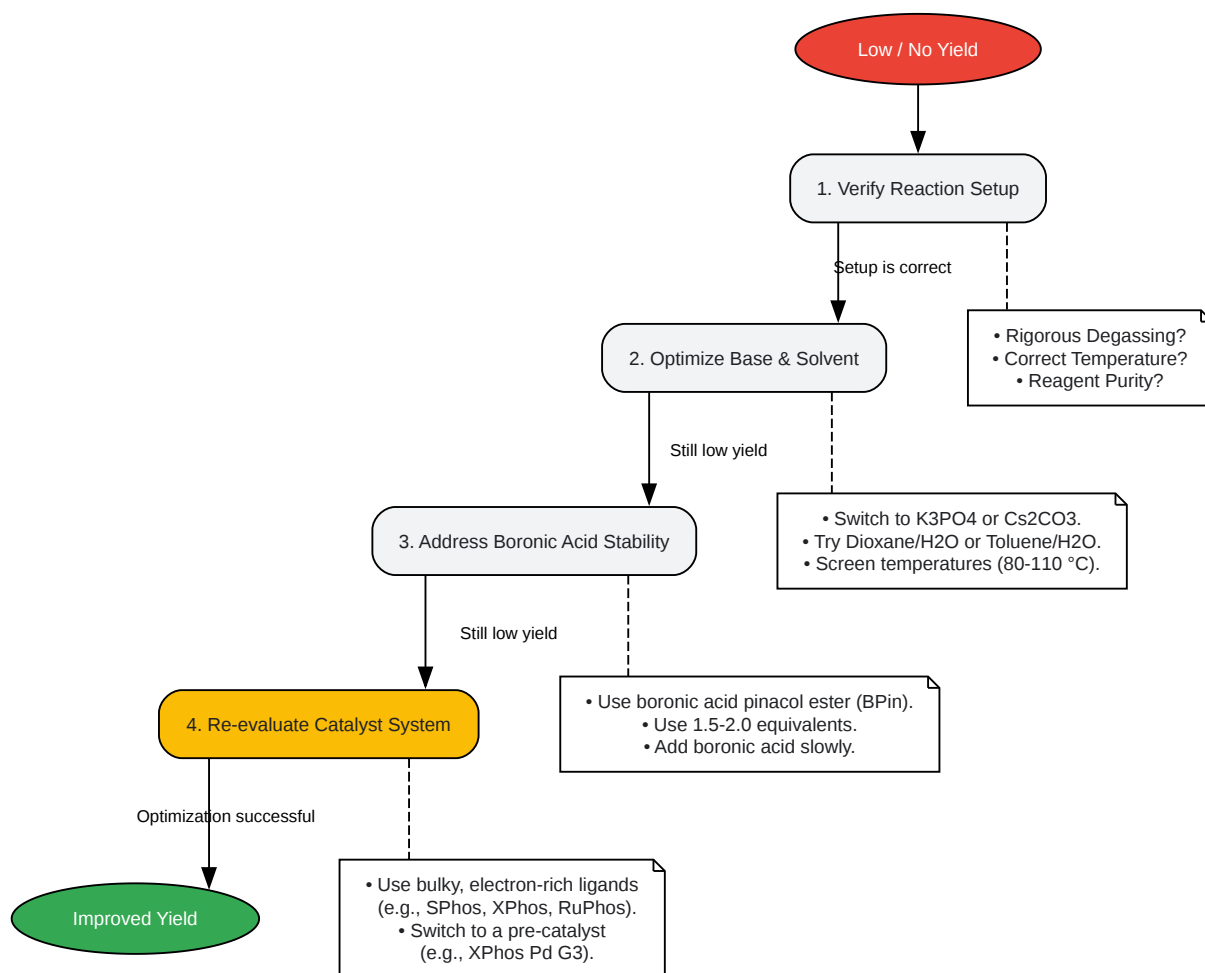 Low / No Yield
1. Verify Reaction Setup
Setup is correct
• Rigorous Degassing?
• Correct Temperature?
• Reagent Purity?
2. Optimize Base & Solvent
Still low yield
• Switch to K3PO4 or Cs2CO3.
• Try Dioxane/H2O or Toluene/H2O.
• Screen temperatures (80-110 °C).
3. Address Boronic Acid Stability
Still low yield
• Use boronic acid pinacol ester (BPin).
• Use 1.5-2.0 equivalents.
• Add boronic acid slowly.
4. Re-evaluate Catalyst System
Optimization successful
• Use bulky, electron-rich ligands
(e.g., SPhos, XPhos, RuPhos).
• Switch to a pre-catalyst
(e.g., XPhos Pd G3).
Improved Yield